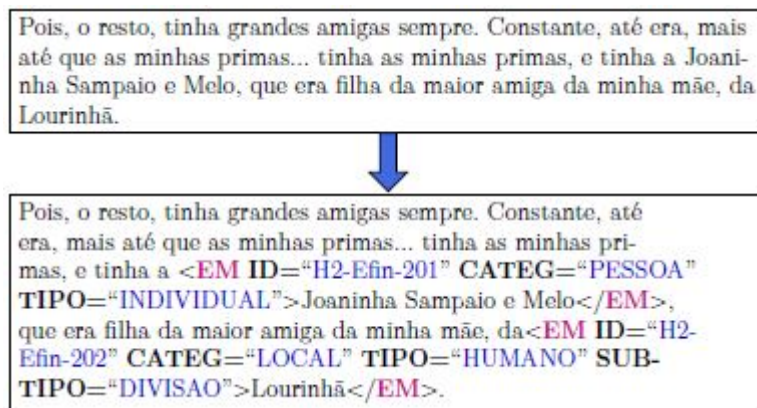 Pois, o resto, tinha grandes amigas sempre. Constante, até era, mais
até que as minhas primas... tinha as minhas primas, e tinha a Joani-
nha Sampaio e Melo, que era filha da maior amiga da minha mãe, da
Lourinhã.
Pois, o resto, tinha grandes amigas sempre. Constante, até
era, mais até que as minhas primas... tinha as minhas pri-
mas, e tinha a <EM ID=“H2-Efin-201” CATEG=“PESSOA”
TIPO=“INDIVIDUAL”>Joaninha Sampaio e Melo</EM>,
que era filha da maior amiga da minha mãe, da<EM ID=“H2-
Efin-202” CATEG=“LOCAL” TIPO=“HUMANO” SUB-
TIPO=“DIVISAO”>Lourinhã</EM>.